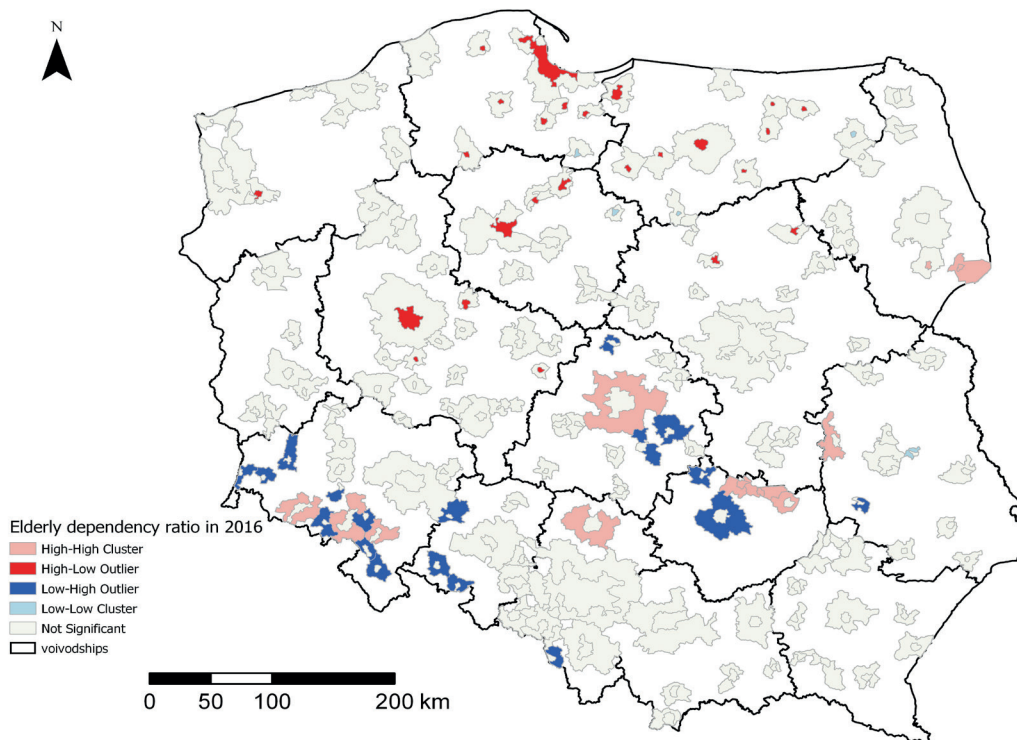 N
Elderly dependency ratio in 2016
High-High Cluster
High-Low Outlier
Low-High Outlier
Low-Low Cluster
Not Significant
voivodships
0 50 100 200 km